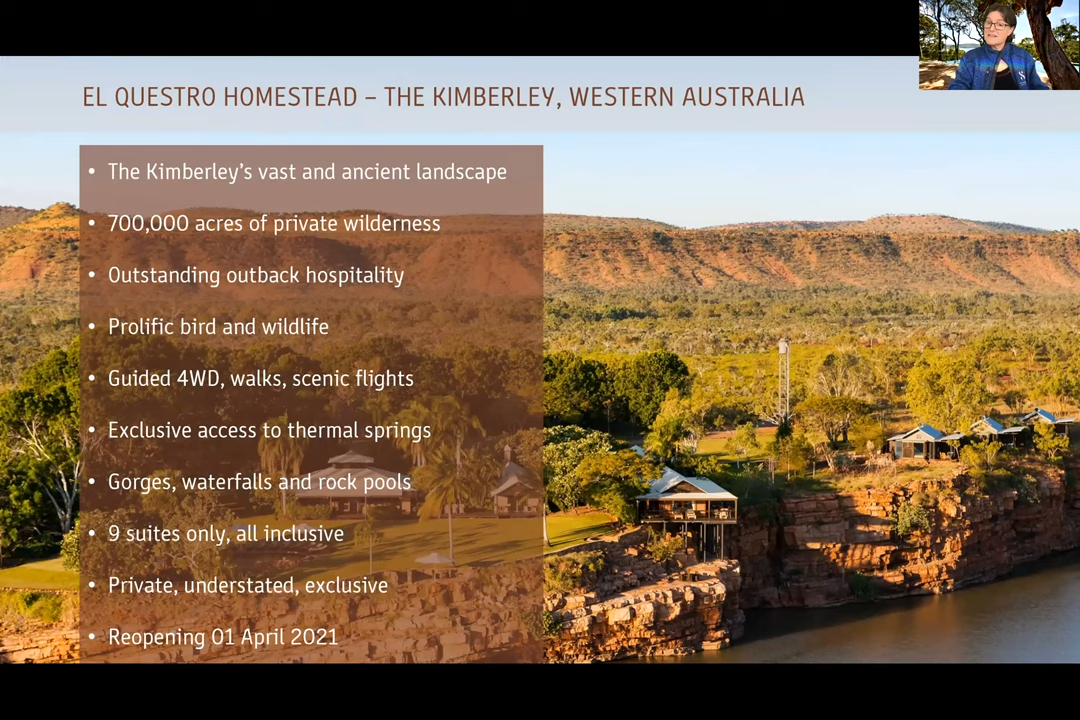 EL QUESTRO HOMESTEAD – THE KIMBERLEY, WESTERN AUSTRALIA
• The Kimberley’s vast and ancient landscape
• 700,000 acres of private wilderness
• Outstanding outback hospitality
• Prolific bird and wildlife
• Guided 4WD, walks, scenic flights
• Exclusive access to thermal springs
• Gorges, waterfalls and rock pools
• 9 suites only, all inclusive
• Private, understated, exclusive
• Reopening 01 April 2021